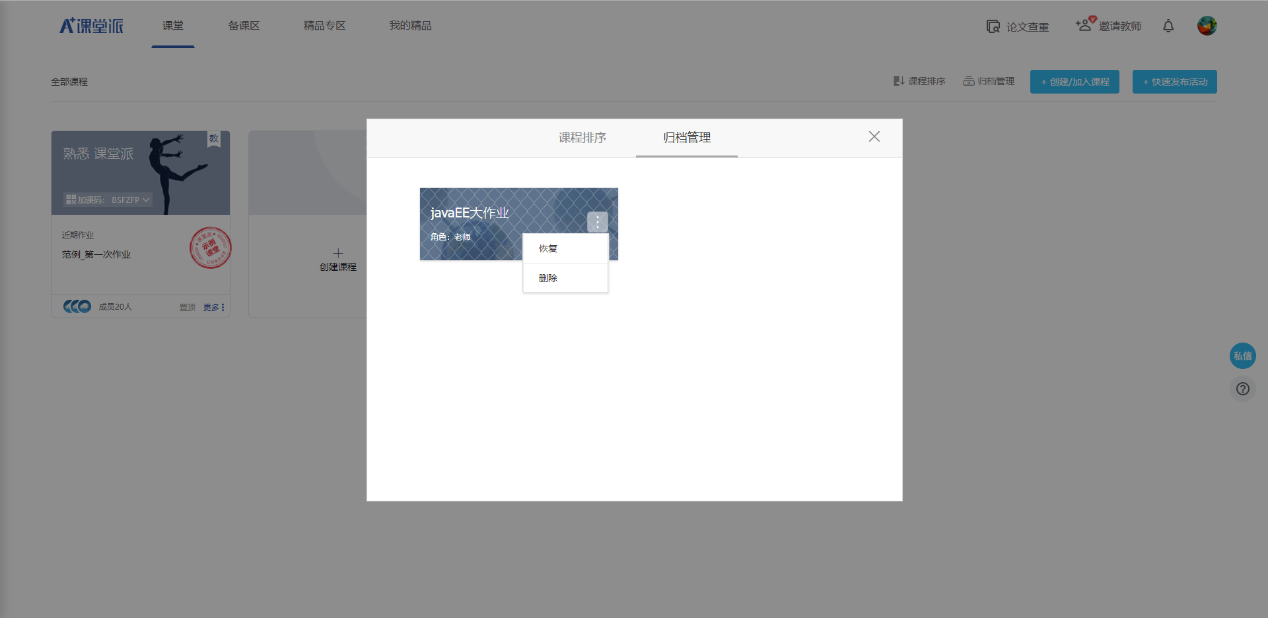 A+课堂派
课堂
备课区
精品专区
我的精品
论文查重
邀请教师
全部课程
课程排序
归档管理
+ 创建/加入课程
+ 快速发布活动
课程排序
归档管理
熟悉 课堂派
教
加课码: BSFZFP
近期作业
范例_第一次作业
示例
课堂
成员20人
置顶
更多
+
创建课程
javaEE大作业
角色：老师
恢复
删除
私信